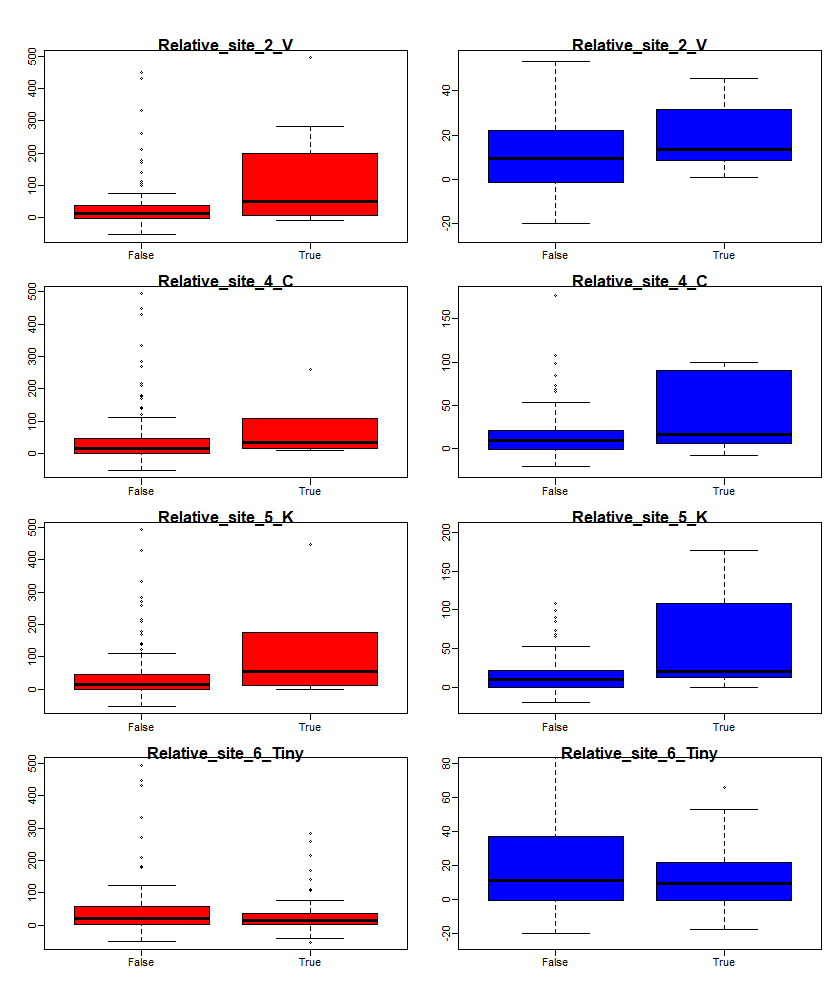 Relative_site_2_V
500
400
300
200
100
0
False
True
Relative_site_2_V
40
20
0
-20
False
True
Relative_site_4_C
500
400
300
200
100
0
False
True
Relative_site_4_C
150
100
50
0
False
True
Relative_site_5_K
500
400
300
200
100
0
False
True
Relative_site_5_K
200
150
100
50
0
False
True
Relative_site_6_Tiny
500
400
300
200
100
0
False
True
Relative_site_6_Tiny
80
60
40
20
0
-20
False
True